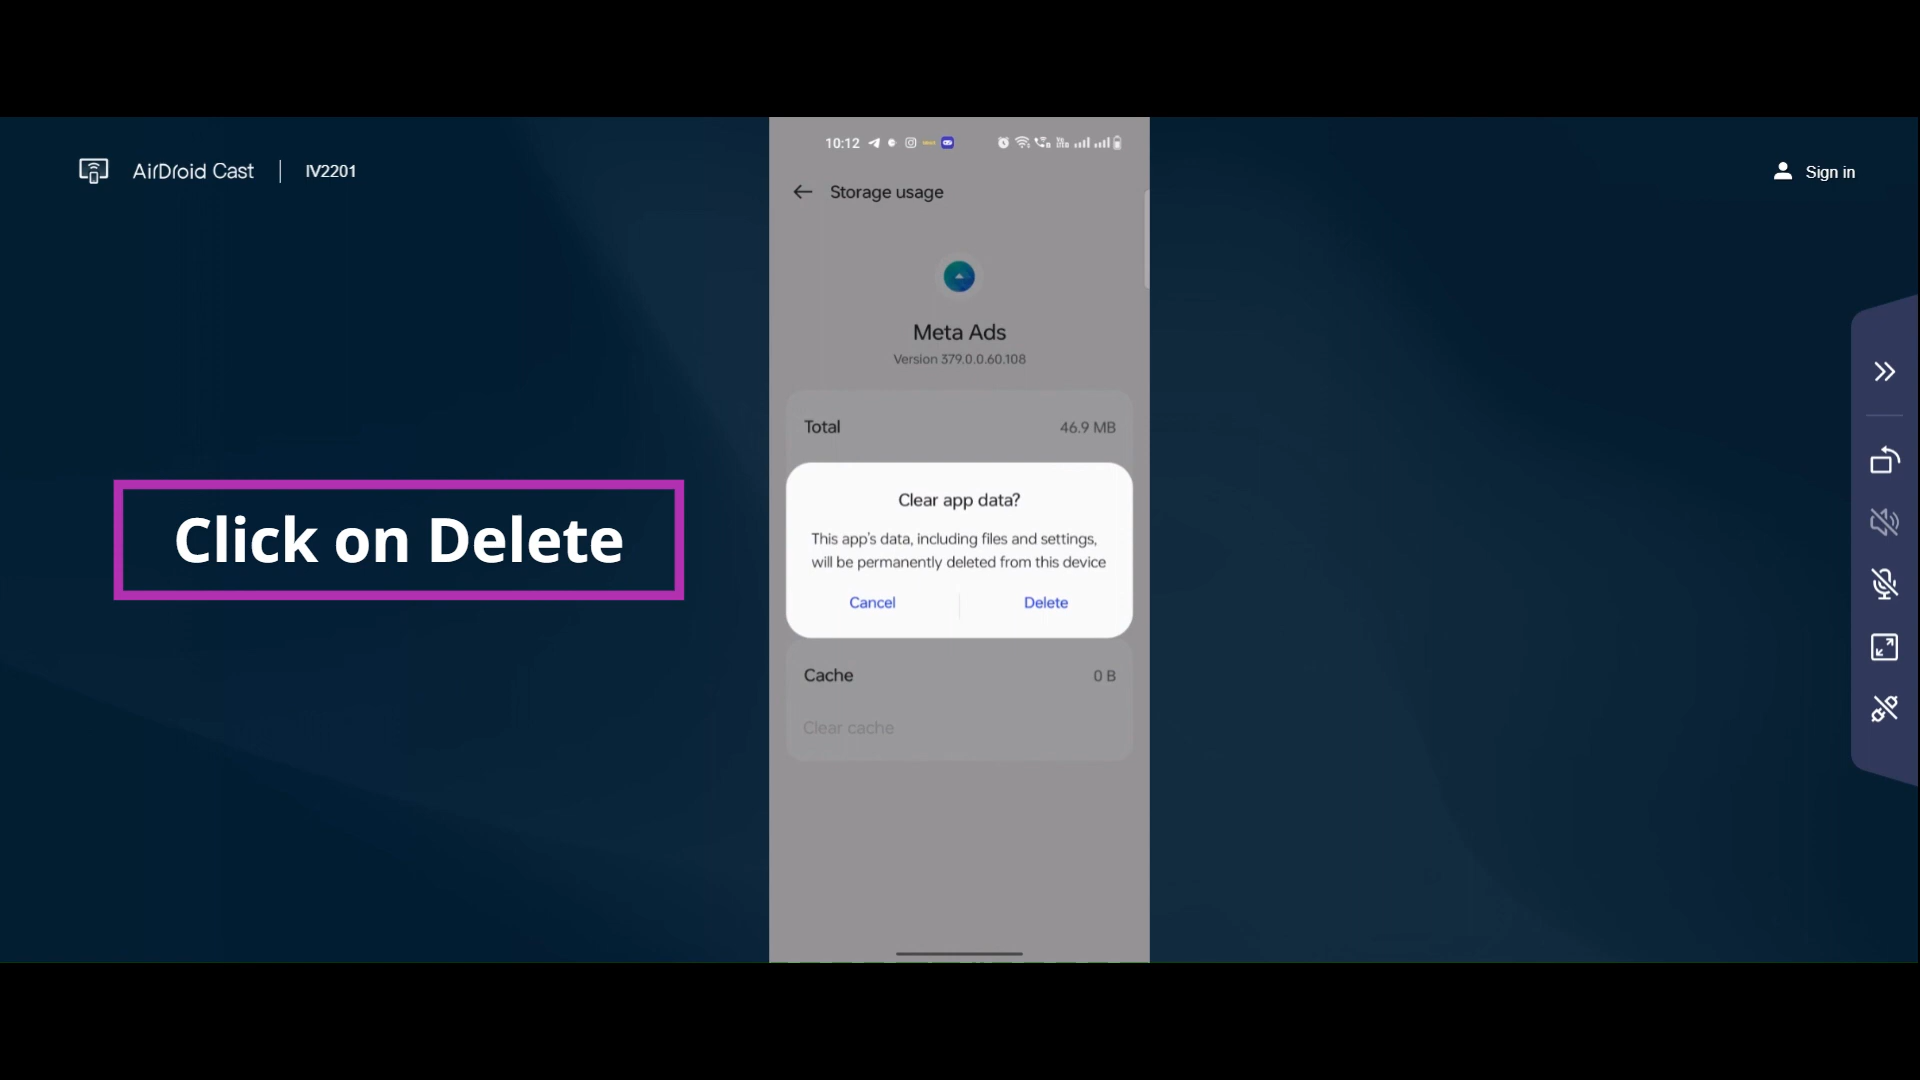 AirDroid Cast | IV2201
Sign in
10:12
Storage usage
Meta Ads
Version 379.0.0.60.108
Total 46.9 MB
Click on Delete
Clear app data?
This app's data, including files and settings,
will be permanently deleted from this device
Cancel Delete
Cache 0 B
Clear cache